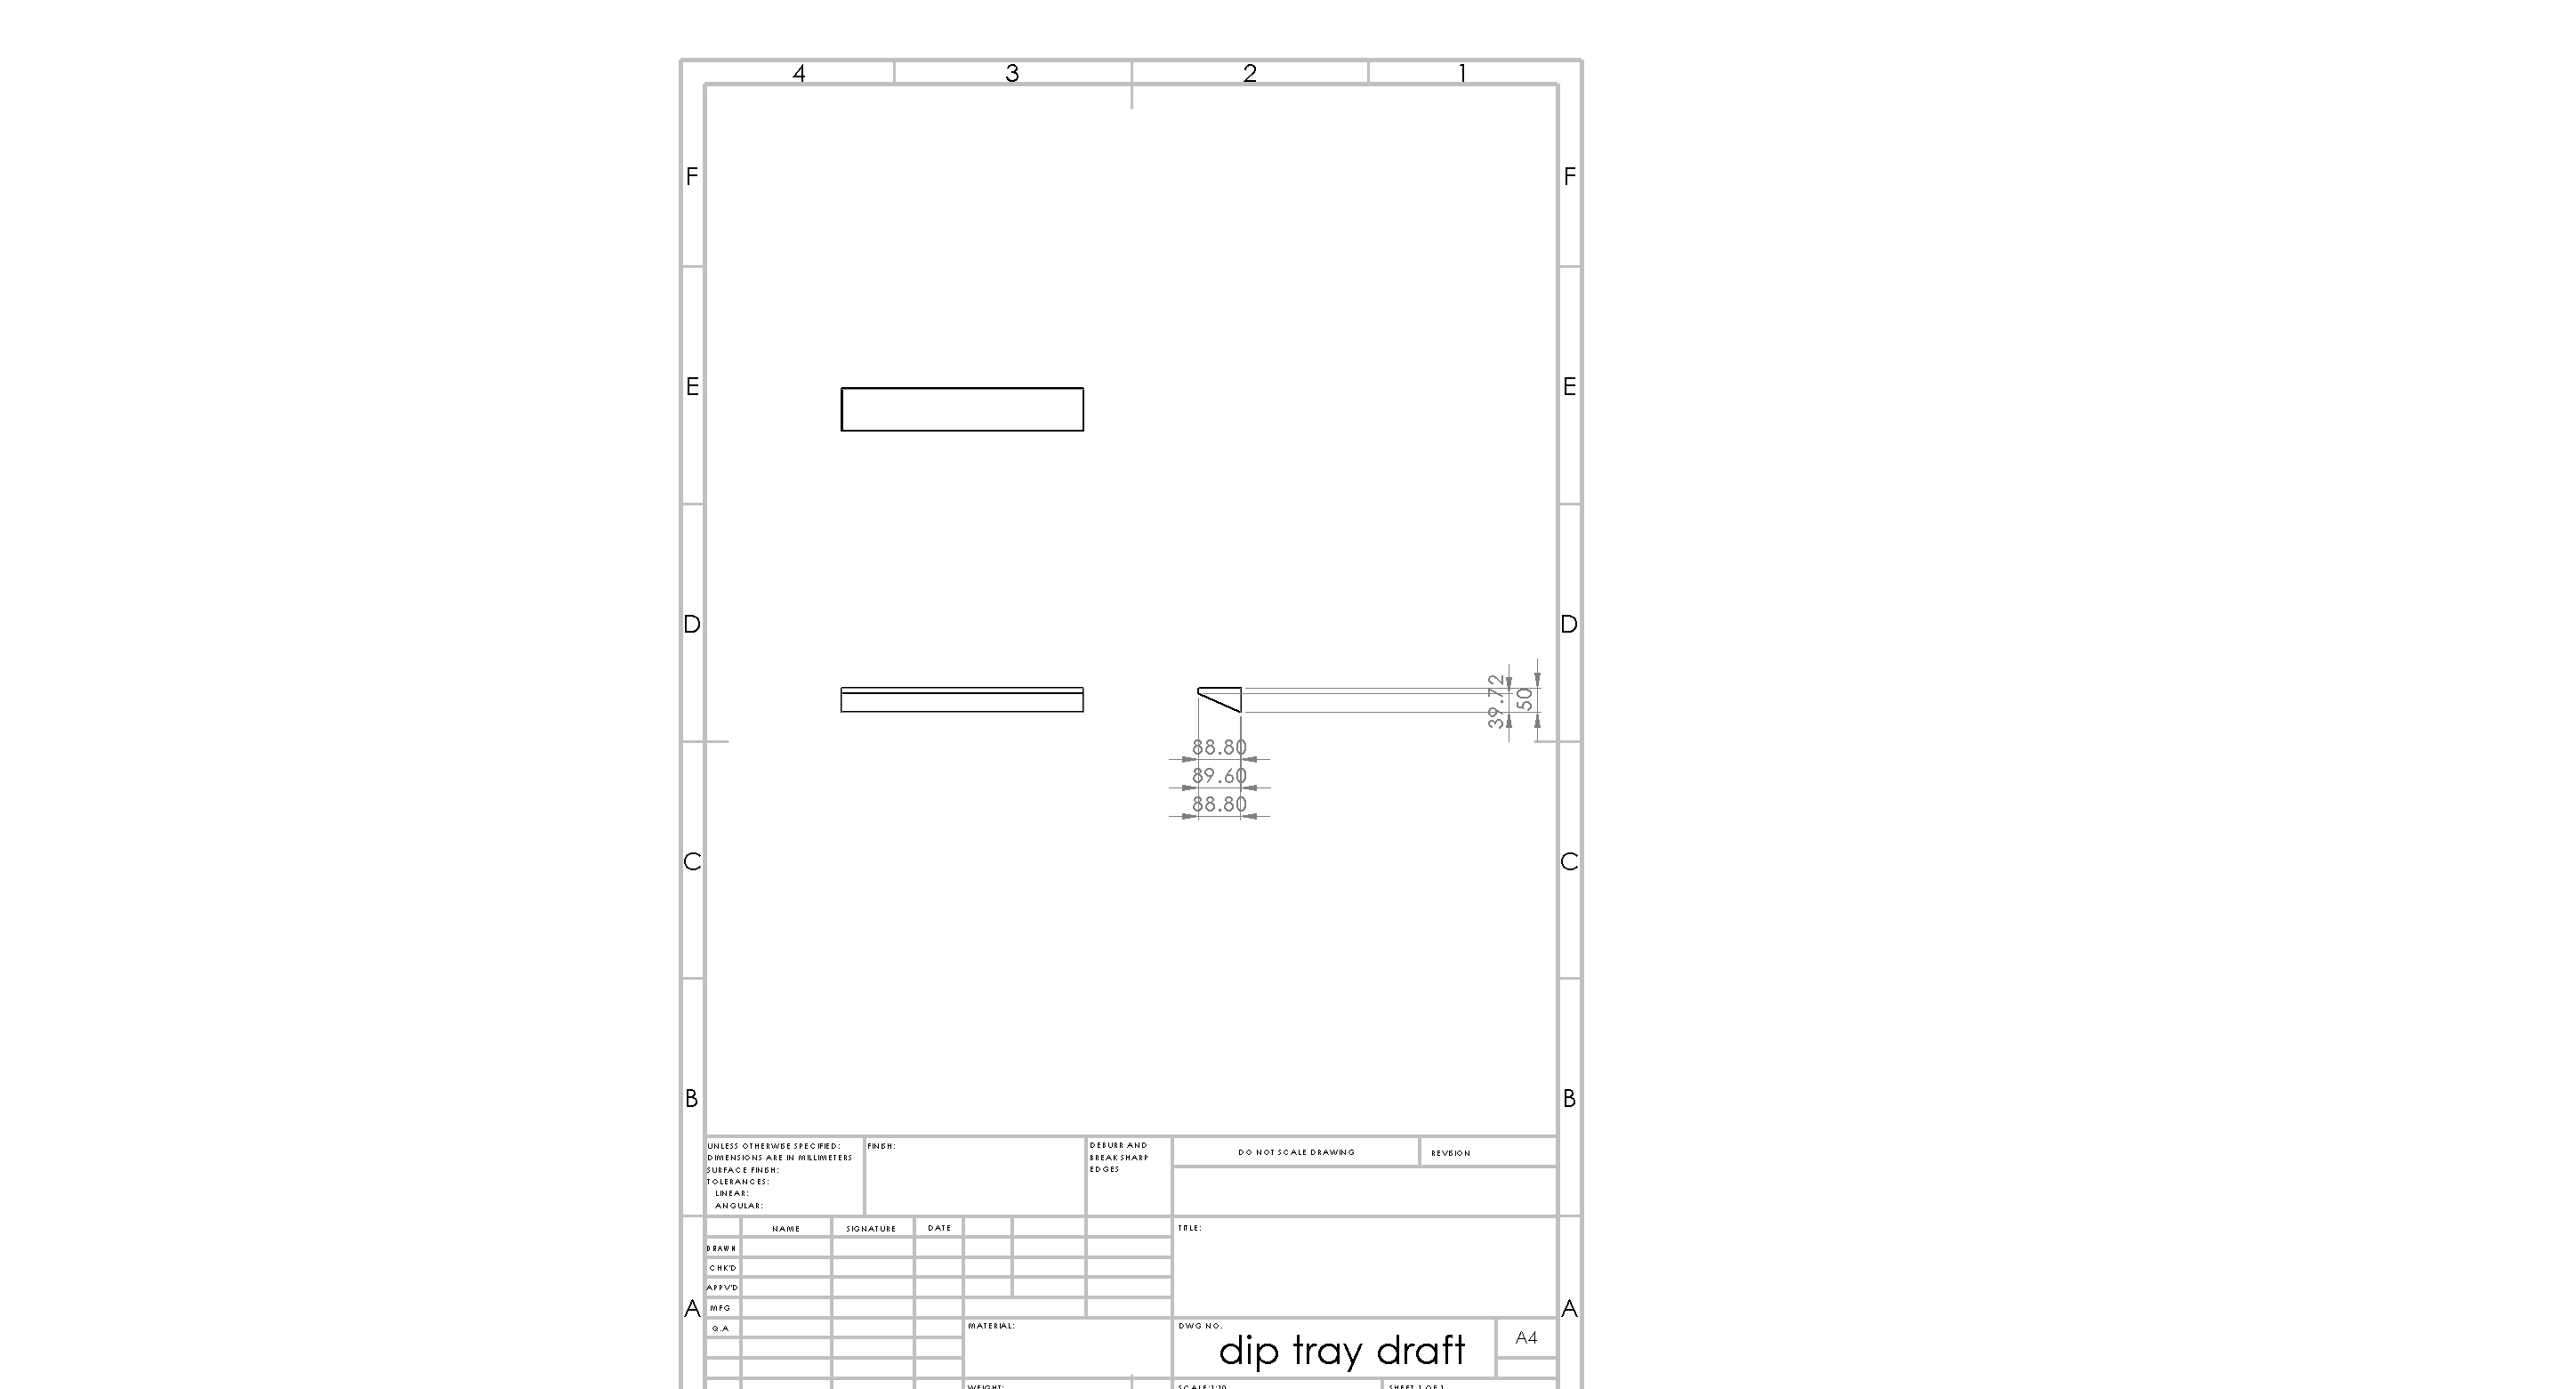 4 3 2 1
F F
E E
D D
39.72
50
88.80
89.60
88.80
C C
B B
UNLESS OTHERWISE SPECIFIED:
DIMENSIONS ARE IN MILLIMETERS
SURFACE FINISH:
TOLERANCES:
LINEAR:
ANGULAR:
FINISH:
DEBURR AND
BREAK SHARP
EDGES
DO NOT SCALE DRAWING
REVISION
NAME SIGNATURE DATE
TITLE:
DRAWN
CHK'D
APPV'D
A A
MFG
Q.A
MATERIAL:
DWG NO.
dip tray draft
A4
WEIGHT:
SCALE:1:10
SHEET 1 OF 1